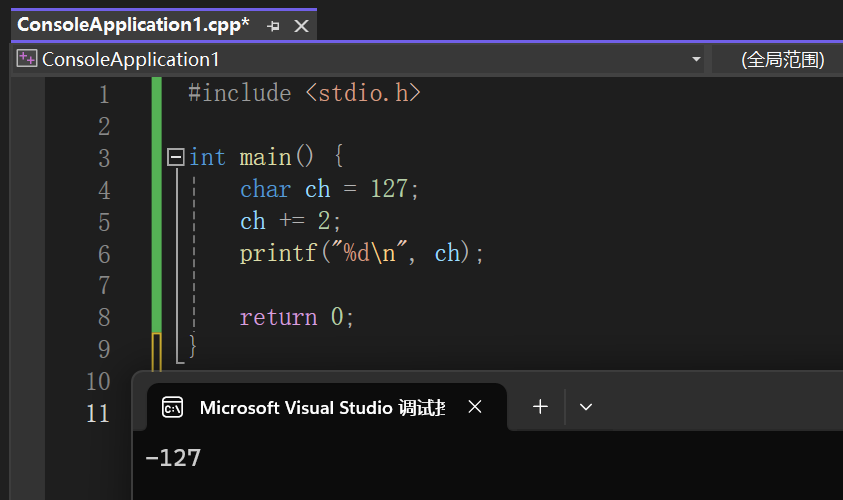 ConsoleApplication1.cpp*
ConsoleApplication1 (全局范围)
1 #include <stdio.h>
2
3 int main() {
4 char ch = 127;
5 ch += 2;
6 printf("%d\n", ch);
7
8 return 0;
9 }
10
11
Microsoft Visual Studio 调试
-127